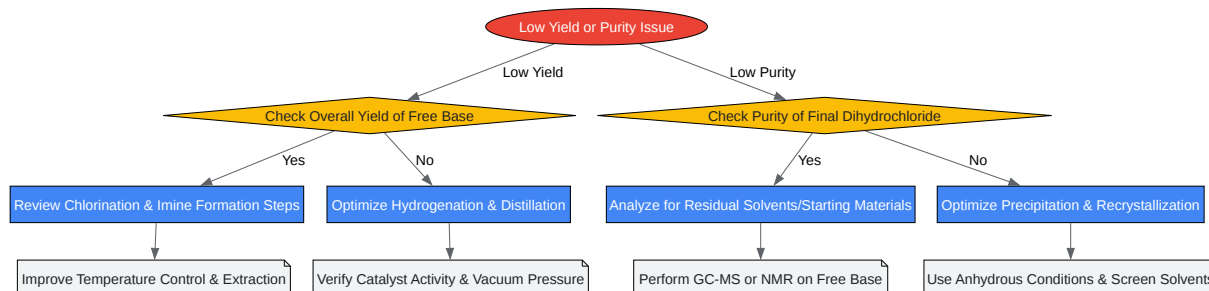 Low Yield or Purity Issue
Low Yield
Low Purity
Check Overall Yield of Free Base
Check Purity of Final Dihydrochloride
Yes
No
Yes
No
Review Chlorination & Imine Formation Steps
Optimize Hydrogenation & Distillation
Analyze for Residual Solvents/Starting Materials
Optimize Precipitation & Recrystallization
Improve Temperature Control & Extraction
Verify Catalyst Activity & Vacuum Pressure
Perform GC-MS or NMR on Free Base
Use Anhydrous Conditions & Screen Solvents